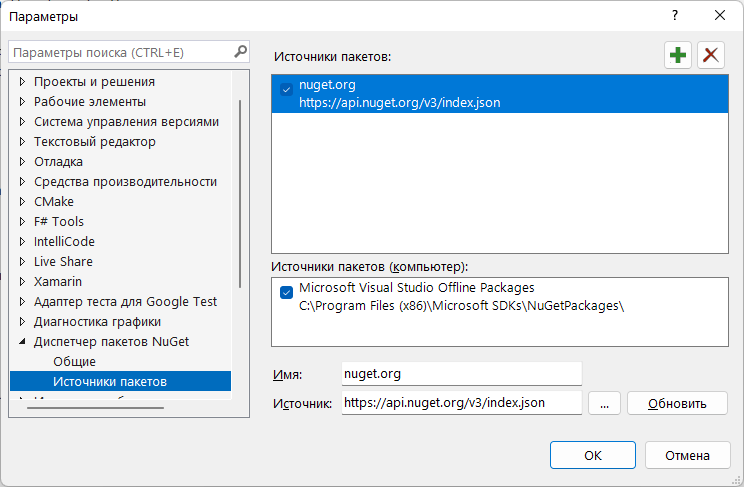 Параметры
?
Параметры поиска (CTRL+E)
Проекты и решения
Рабочие элементы
Система управления версиями
Текстовый редактор
Отладка
Средства производительности
CMake
F# Tools
IntelliCode
Live Share
Xamarin
Адаптер теста для Google Test
Диагностика графики
Диспетчер пакетов NuGet
Общие
Источники пакетов
Источники пакетов:
nuget.org
https://api.nuget.org/v3/index.json
Источники пакетов (компьютер):
Microsoft Visual Studio Offline Packages
C:\Program Files (x86)\Microsoft SDKs\NuGetPackages\
Имя: nuget.org
Источник: https://api.nuget.org/v3/index.json ... Обновить
ОК Отмена